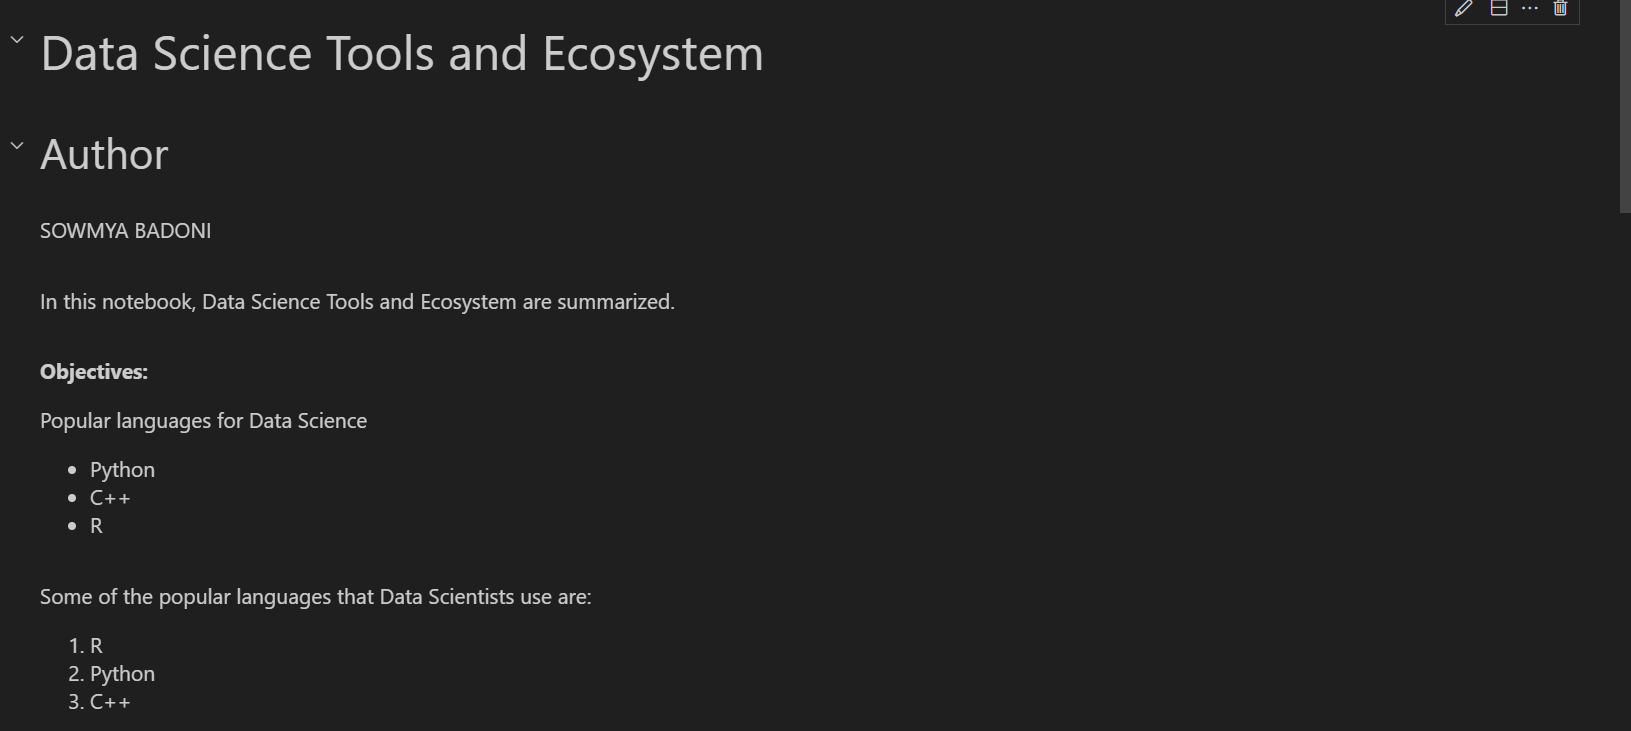 Data Science Tools and Ecosystem
Author
SOWMYA BADONI
In this notebook, Data Science Tools and Ecosystem are summarized.
Objectives:
Popular languages for Data Science
• Python
• C++
• R
Some of the popular languages that Data Scientists use are:
1. R
2. Python
3. C++